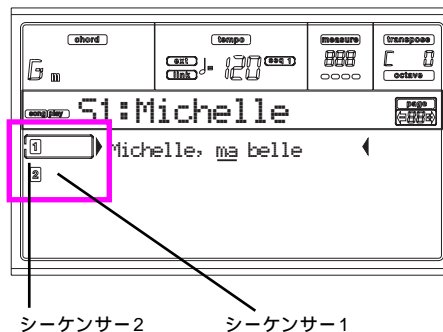 chord tempo measure transpose
G m ext link ♩= 120 seq 1 888 C 0
octave
song play S1:Michelle page
1 Michelle, ma belle
2
シーケンサー2 シーケンサー1